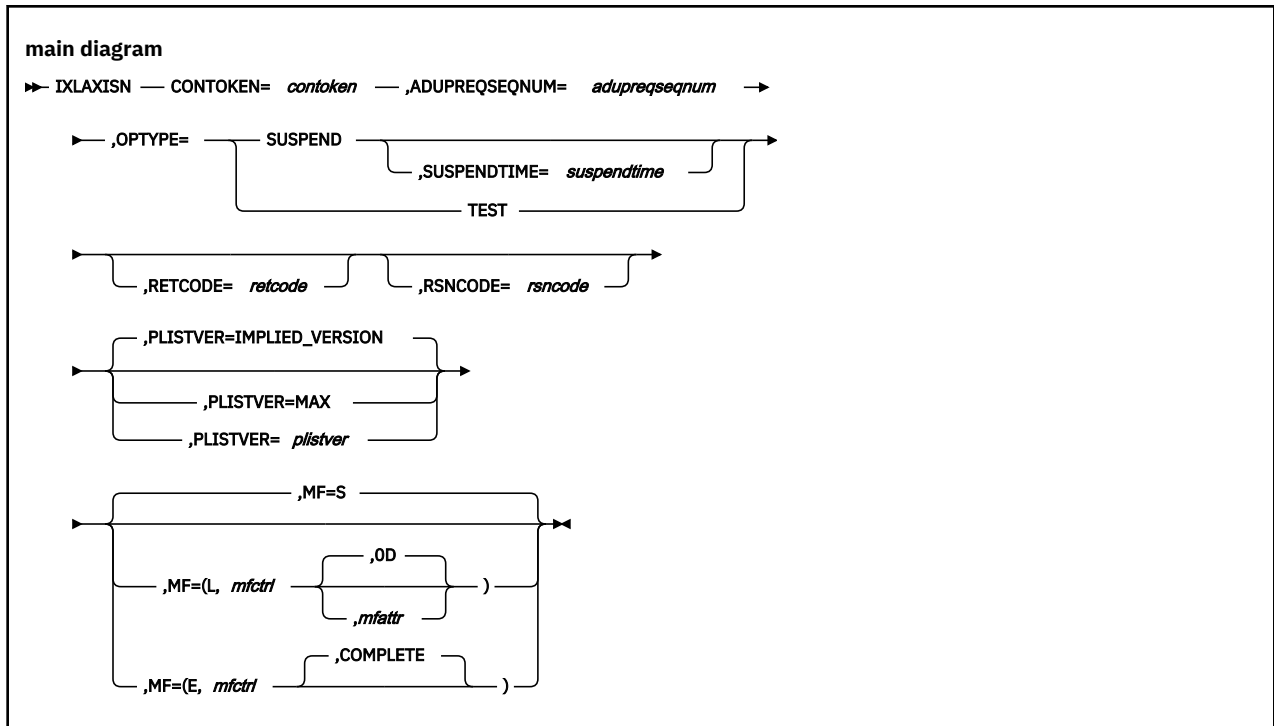 main diagram
IXLAXISN CONTOKEN= contoken ,ADUPREQSEQNUM= adupreqseqnum
,OPTYPE= SUSPEND
,SUSPENDTIME= suspendtime
TEST
,RETCODE= retcode ,RSNCODE= rsncode
,PLISTVER=IMPLIED_VERSION
,PLISTVER=MAX
,PLISTVER= plistver
,MF=S
,0D
,MF=(L, mfctrl )
,mfattr
,COMPLETE
,MF=(E, mfctrl )